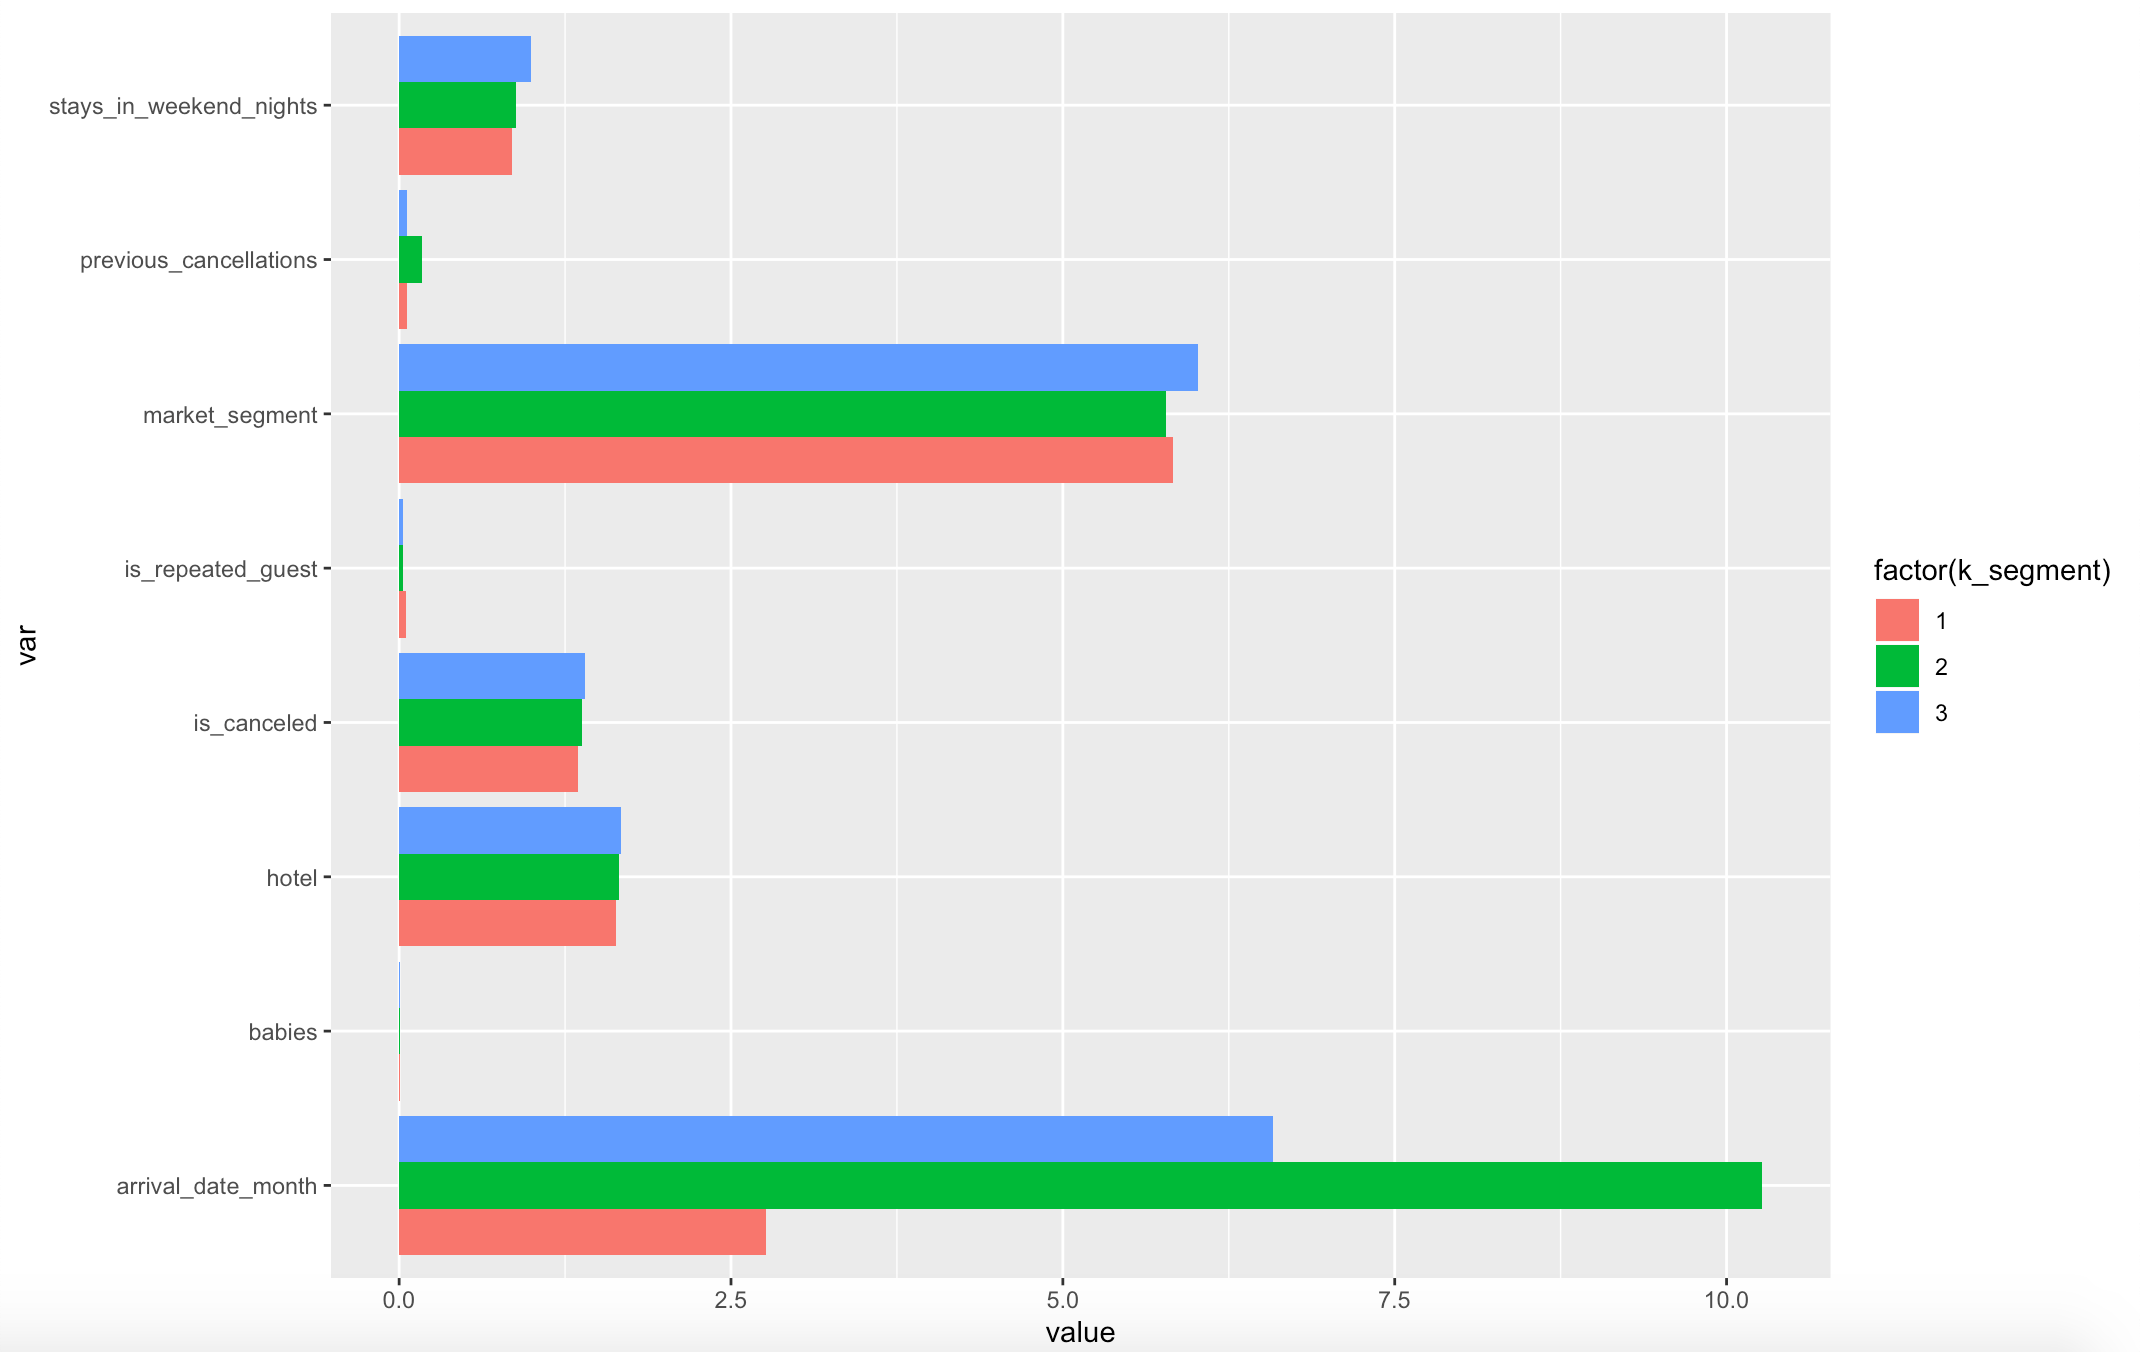 stays_in_weekend_nights
previous_cancellations
market_segment
is_repeated_guest
is_canceled
hotel
babies
arrival_date_month
var
0.0 2.5 5.0 7.5 10.0
value
factor(k_segment)
1
2
3